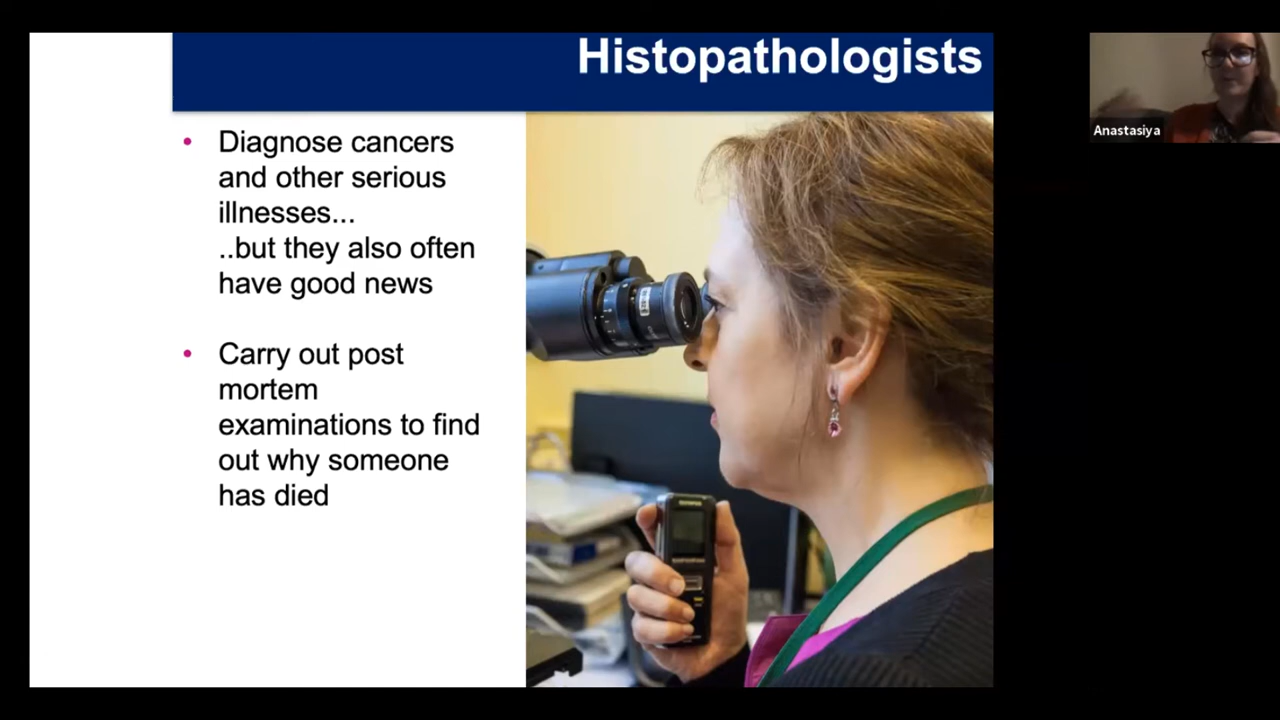 Histopathologists
• Diagnose cancers
and other serious
illnesses...
..but they also often
have good news
• Carry out post
mortem
examinations to find
out why someone
has died
Anastasiya
OLYMPUS